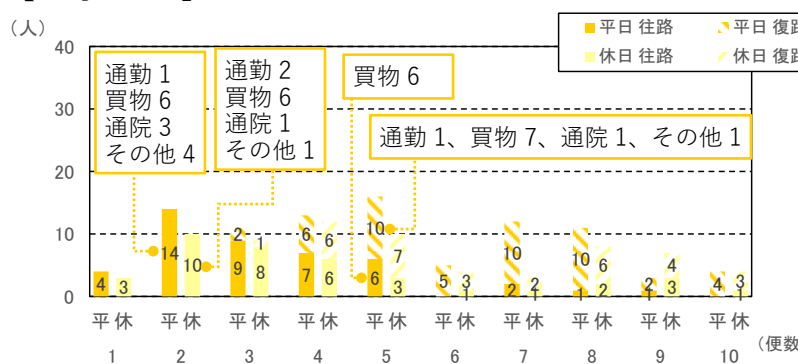 （人）
平日 往路
平日 復路
休日 往路
休日 復路
40
30
20
10
0
通勤 1
買物 6
通院 3
その他 4
通勤 2
買物 6
通院 1
その他 1
買物 6
通勤 1、買物 7、通院 1、その他 1
4 3
14 10
2 9 1 8
6 7 6 6
10 6 7 3
5 3 1
10 2 2 1
10 1 6 2
2 1 4 3
4 3 1
平 休 平 休 平 休 平 休 平 休 平 休 平 休 平 休 平 休 平 休
1 2 3 4 5 6 7 8 9 10
（便数